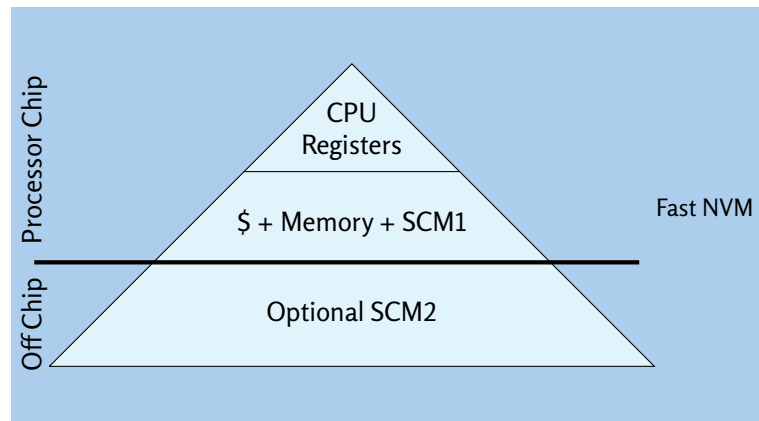 Processor Chip
CPU
Registers
$ + Memory + SCM1
Fast NVM
Off Chip
Optional SCM2